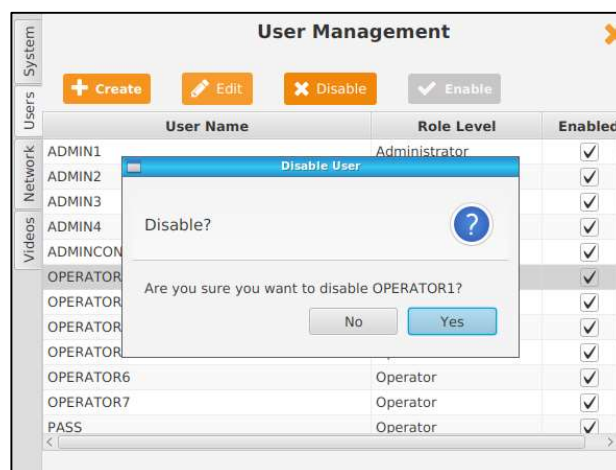 User Management
System
Users
Network
Videos
Create
Edit
Disable
Enable
User Name Role Level Enabled
ADMIN1 Administrator
ADMIN2
ADMIN3
ADMIN4
ADMINCON
OPERATOR
OPERATOR
OPERATOR
OPERATOR
OPERATOR6 Operator
OPERATOR7 Operator
PASS Operator
Disable User
Disable?
Are you sure you want to disable OPERATOR1?
No Yes